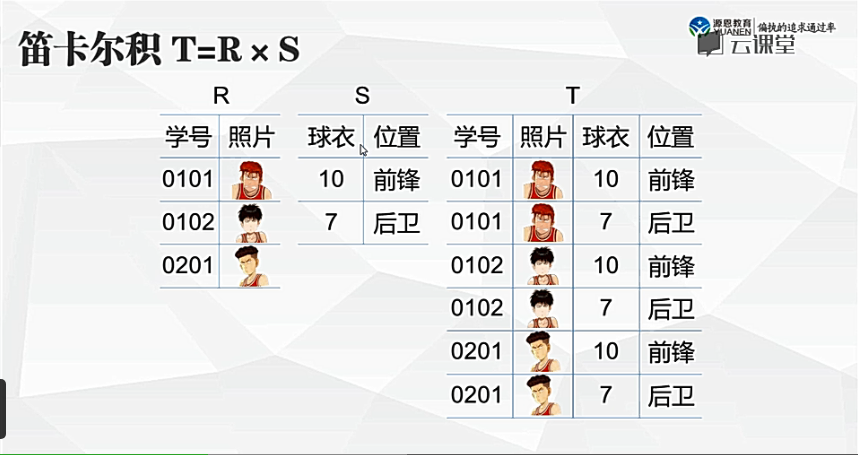 笛卡尔积 T=R × S
源恩教育
YUANEN
偏执的追求通过率
云课堂
R S T
学号 照片 球衣 位置 学号 照片 球衣 位置
0101 10 前锋 0101 10 前锋
0102 7 后卫 0101 7 后卫
0201 0102 10 前锋
0102 7 后卫
0201 10 前锋
0201 7 后卫